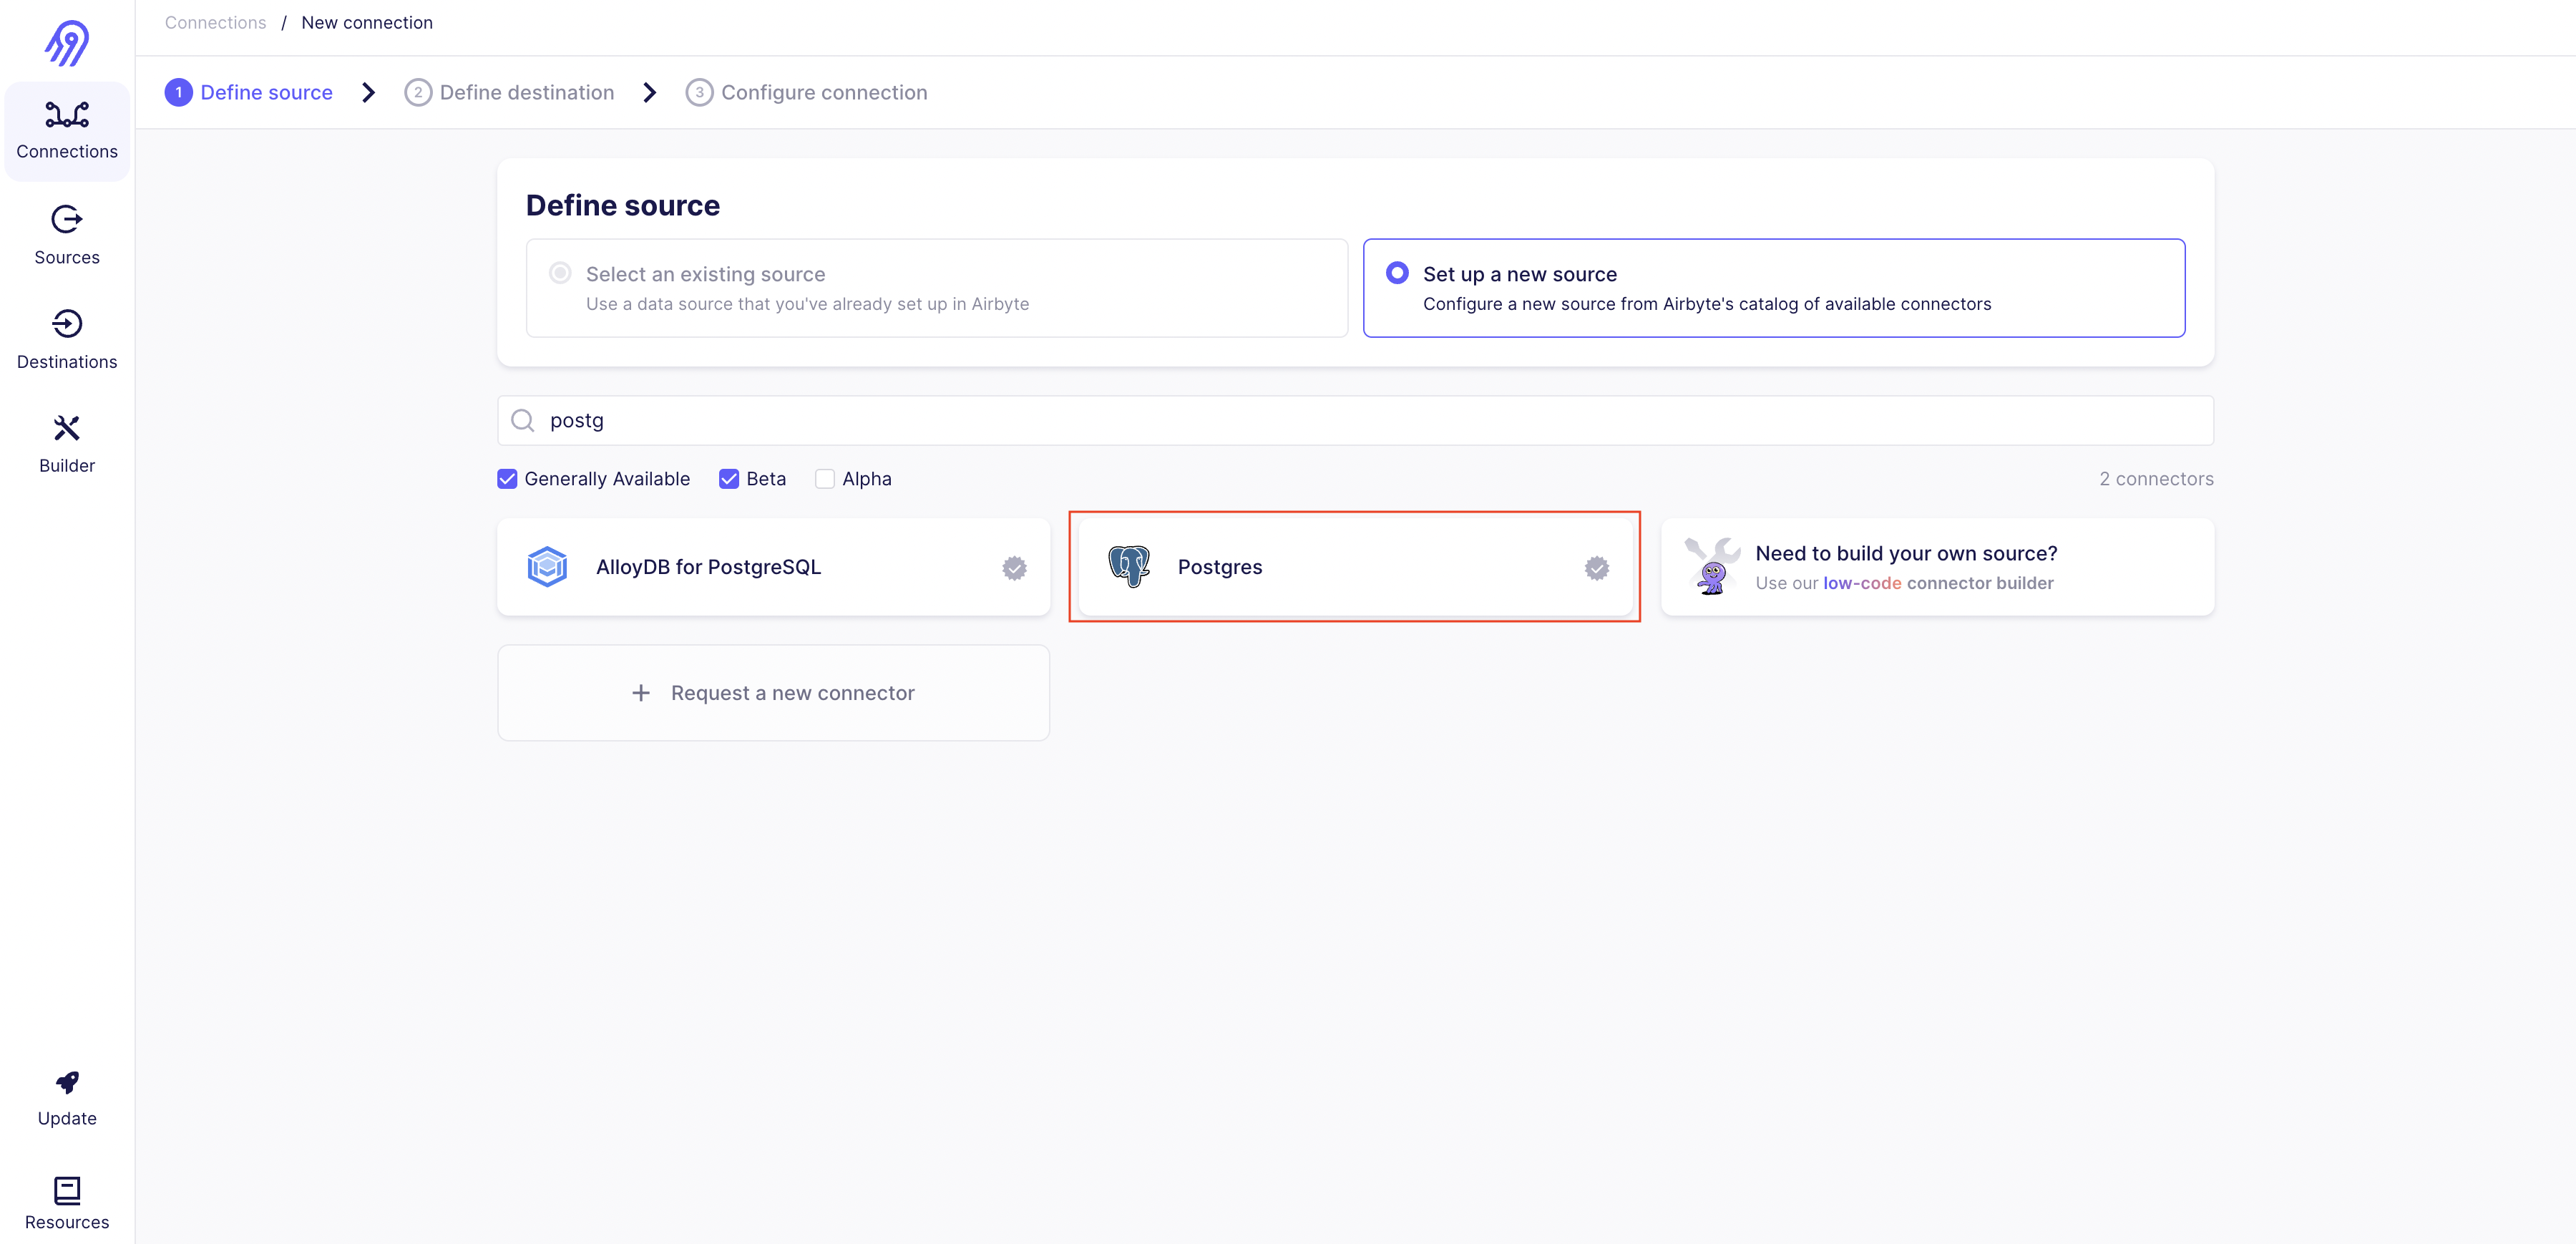 Connections / New connection
1 Define source 2 Define destination 3 Configure connection
Connections
Sources
Destinations
Builder
Update
Resources
Define source
Select an existing source
Use a data source that you've already set up in Airbyte
Set up a new source
Configure a new source from Airbyte's catalog of available connectors
postg
Generally Available Beta Alpha
2 connectors
AlloyDB for PostgreSQL
Postgres
Need to build your own source?
Use our low-code connector builder
+ Request a new connector